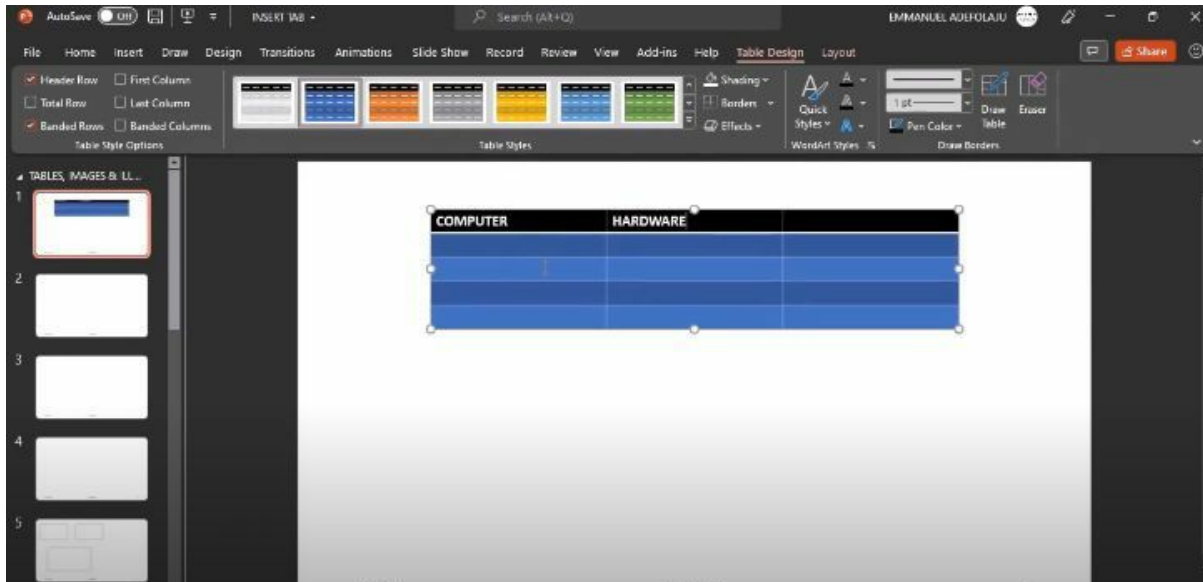 AutoSave Off INSERT TAB Search (Alt+Q) EMMANUEL ADEFOLAJU
File Home Insert Draw Design Transitions Animations Slide Show Record Review View Add-ins Help Table Design Layout Share
Header Row First Column Shading
Total Row Last Column Borders Quick Styles 1 pt Draw Table Eraser
Banded Rows Banded Columns Effects Pen Color
Table Style Options Table Styles WordArt Styles Draw Borders
TABLES, IMAGES & LL...
1
COMPUTER HARDWARE
2
3
4
5